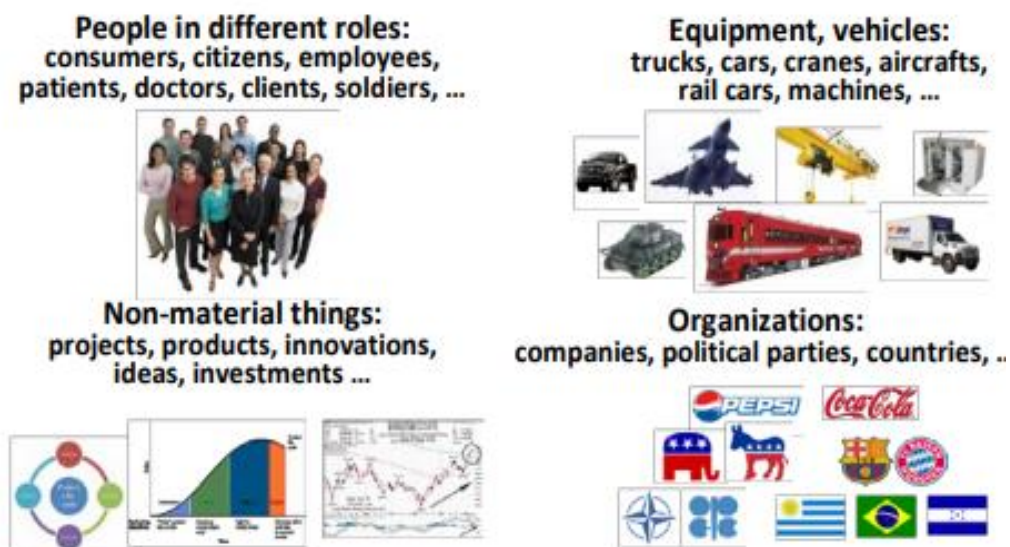 People in different roles:
consumers, citizens, employees,
patients, doctors, clients, soldiers, ...
Equipment, vehicles:
trucks, cars, cranes, aircrafts,
rail cars, machines, ...
Non-material things:
projects, products, innovations,
ideas, investments ...
Organizations:
companies, political parties, countries, ..
PEPSI
Coca-Cola